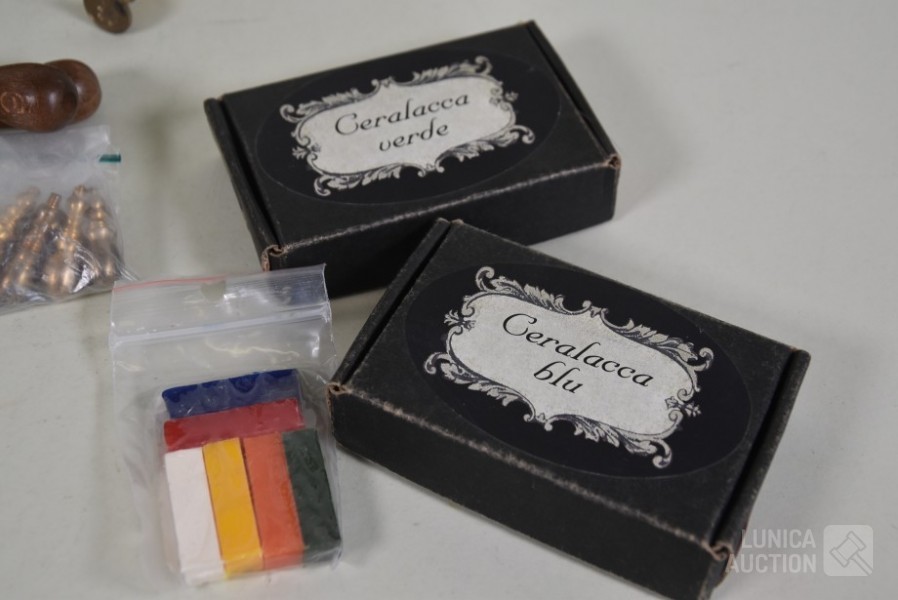 Ceralacca
verde
Ceralacca
blu
LUNICA
AUCTION